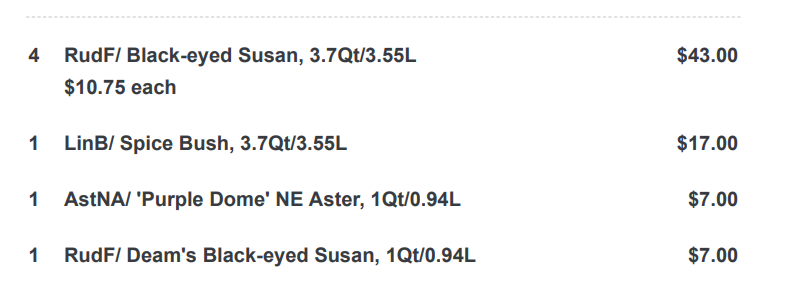 4 RudF/ Black-eyed Susan, 3.7Qt/3.55L $43.00
$10.75 each
1 LinB/ Spice Bush, 3.7Qt/3.55L $17.00
1 AstNA/ 'Purple Dome' NE Aster, 1Qt/0.94L $7.00
1 RudF/ Deam's Black-eyed Susan, 1Qt/0.94L $7.00